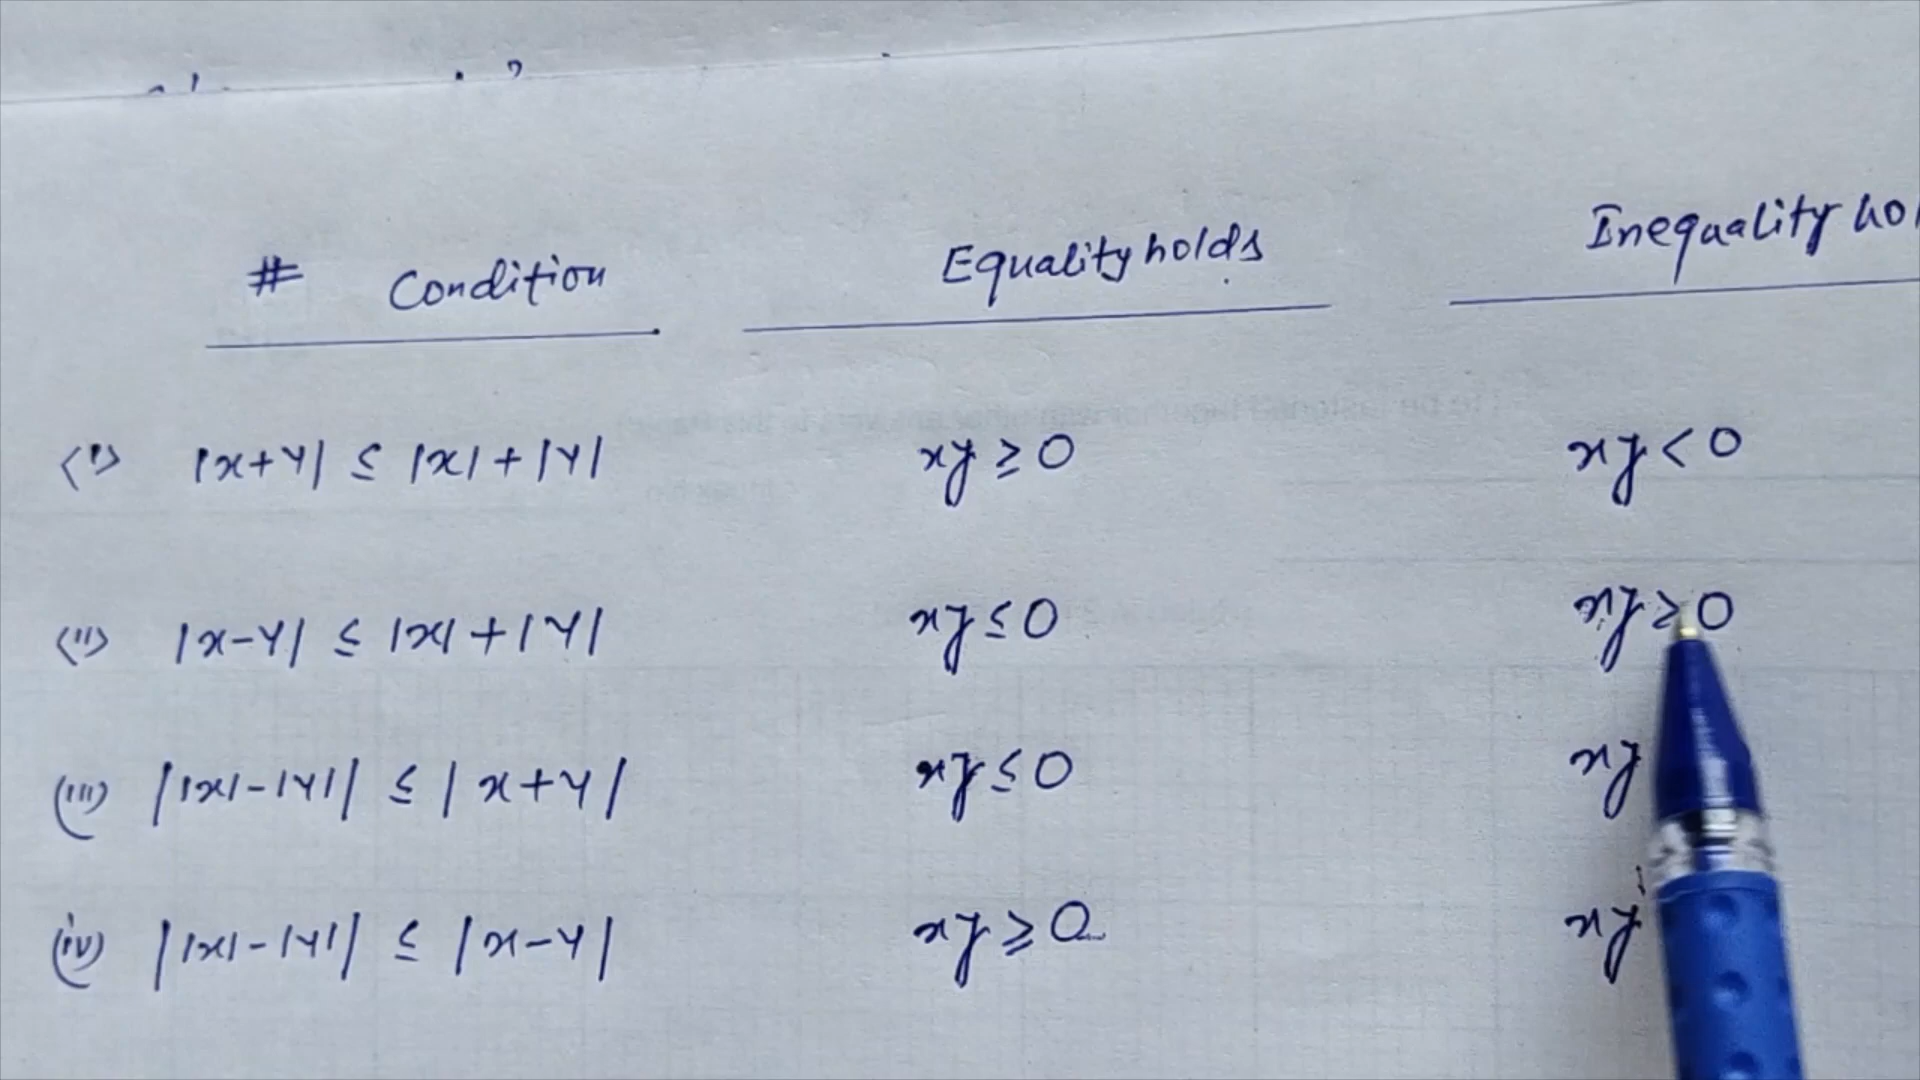 # Condition Equality holds Inequality ho
(i) |x+y| ≤ |x|+|y| xy ≥ 0 xy < 0
(ii) |x-y| ≤ |x|+|y| xy ≤ 0 0
(iii) ||x|-|y|| ≤ |x+y| xy ≤ 0 xy
(iv) ||x|-|y|| ≤ |x-y| xy ≥ 0 xy